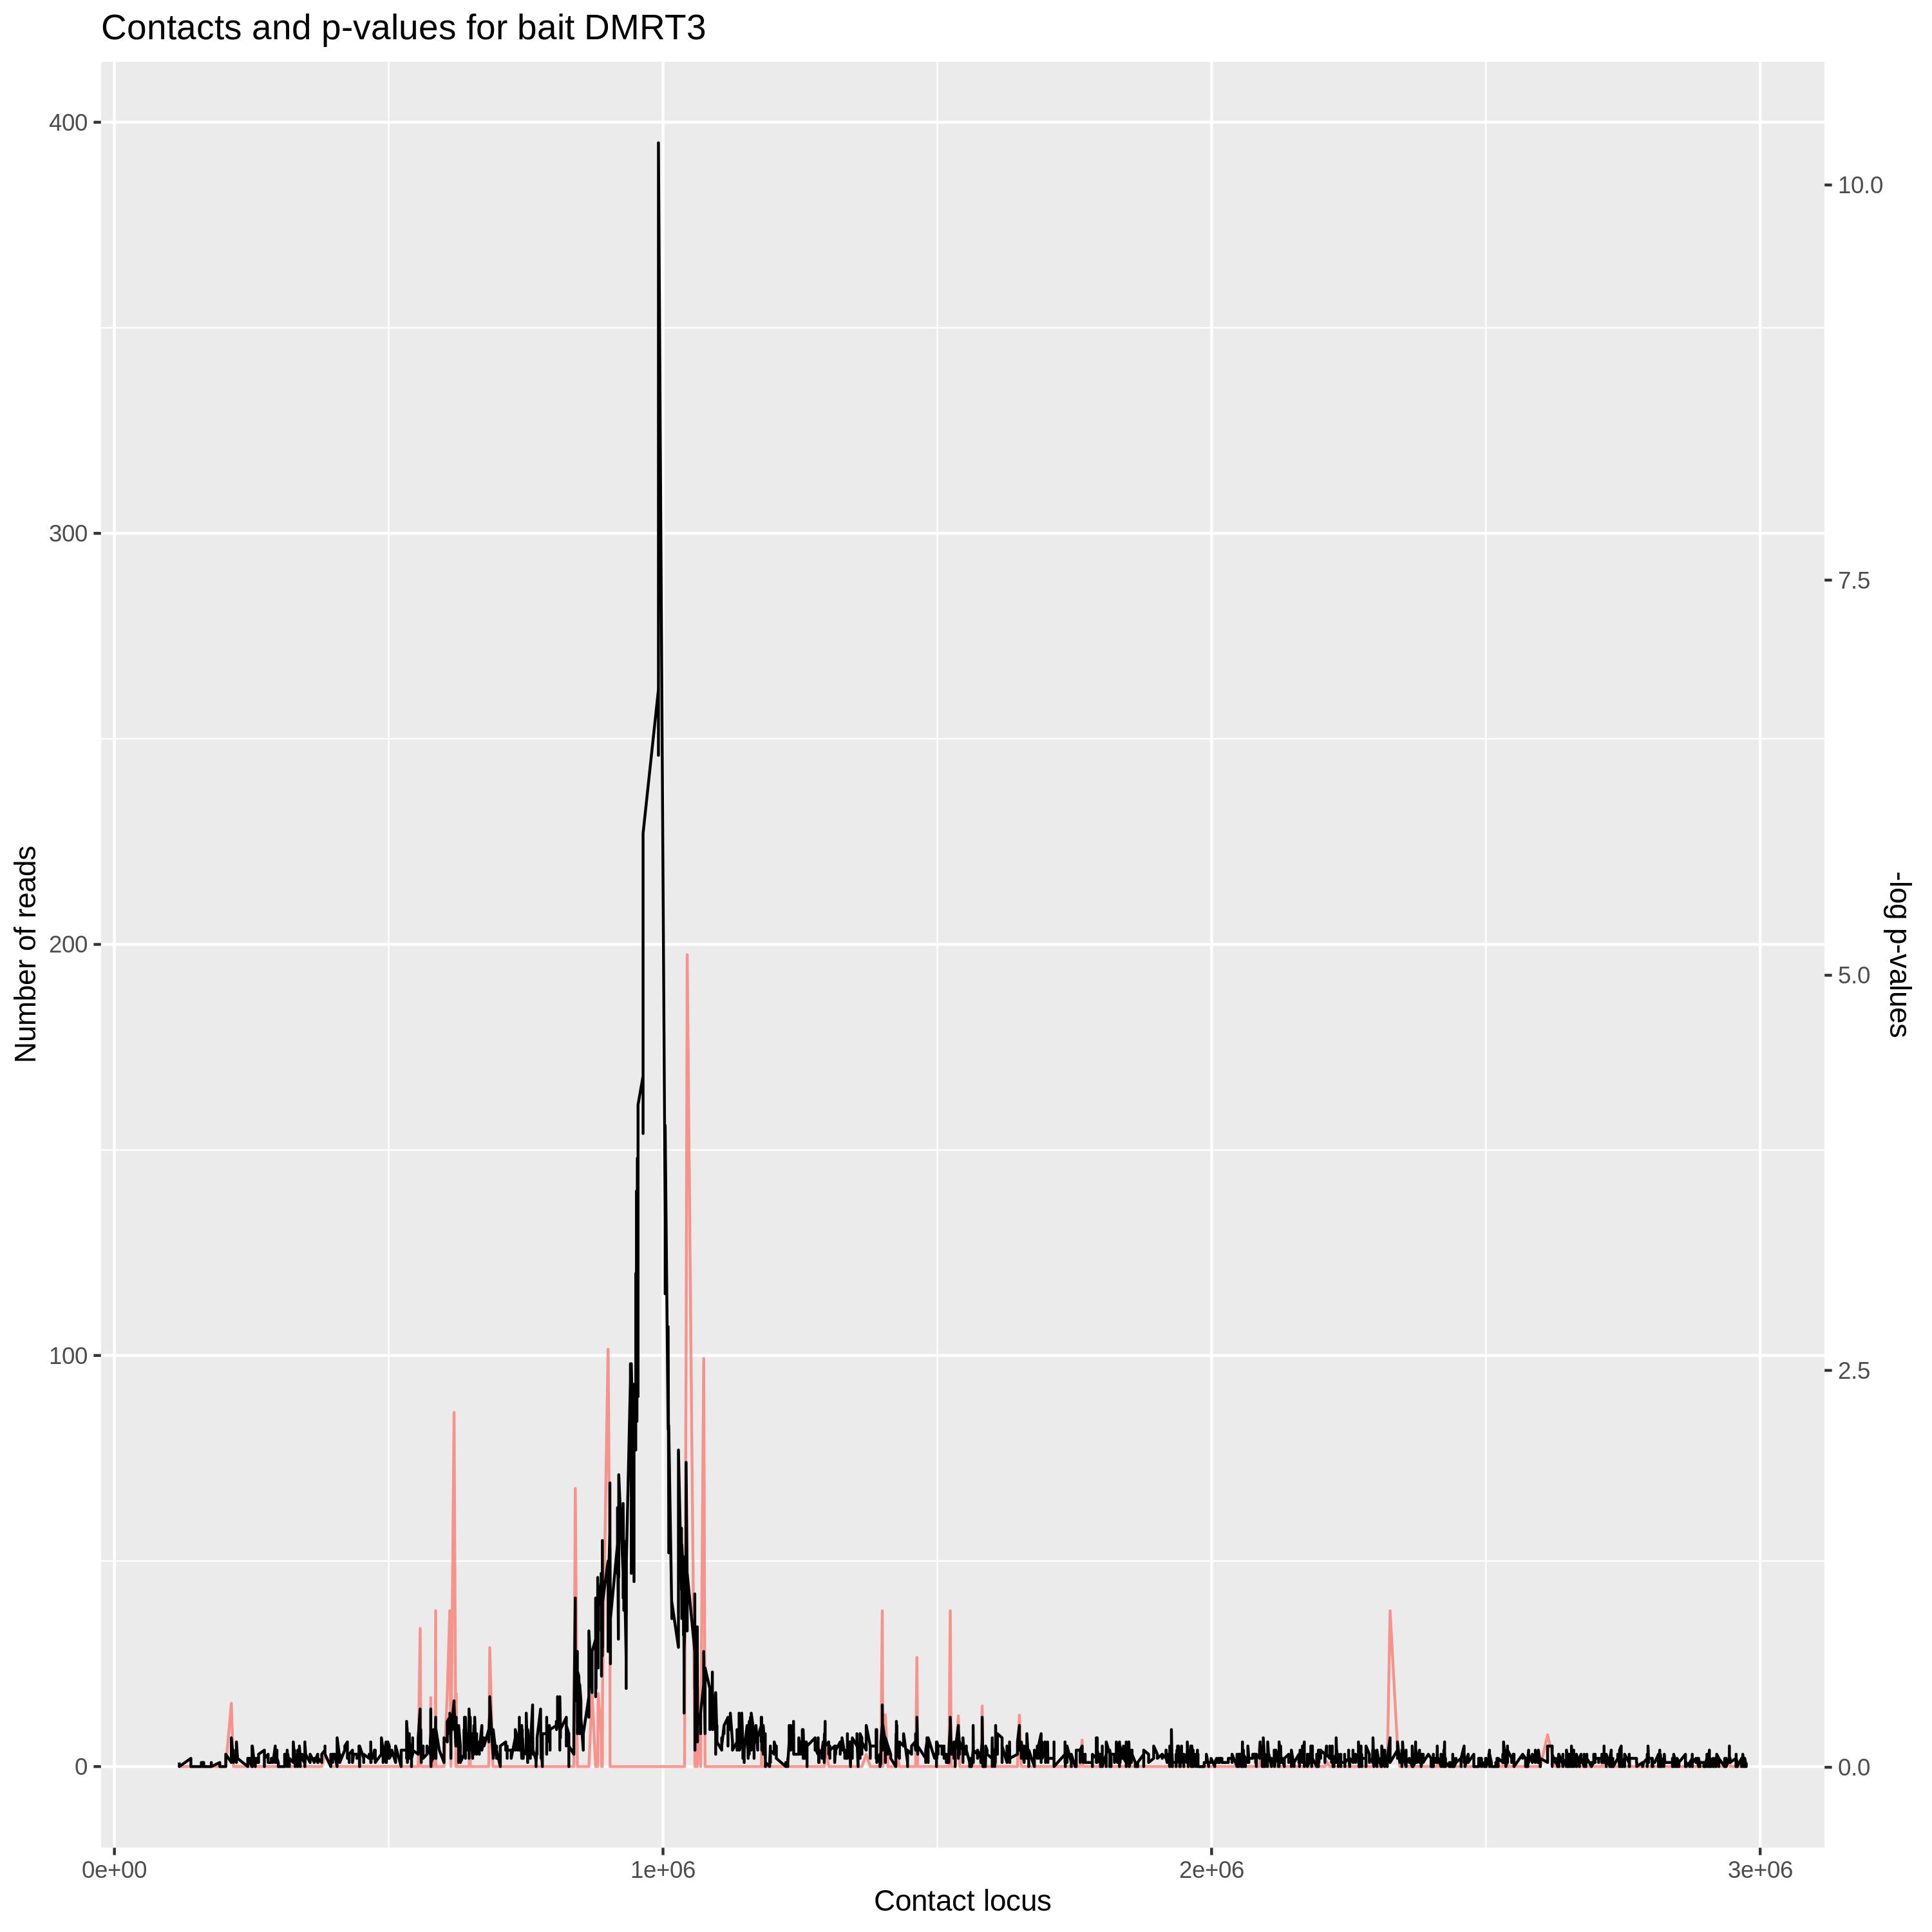 Contacts and p-values for bait DMRT3
400
300
200
100
0
Number of reads
10.0
7.5
5.0
2.5
0.0
-log p-values
0e+00
1e+06
2e+06
3e+06
Contact locus